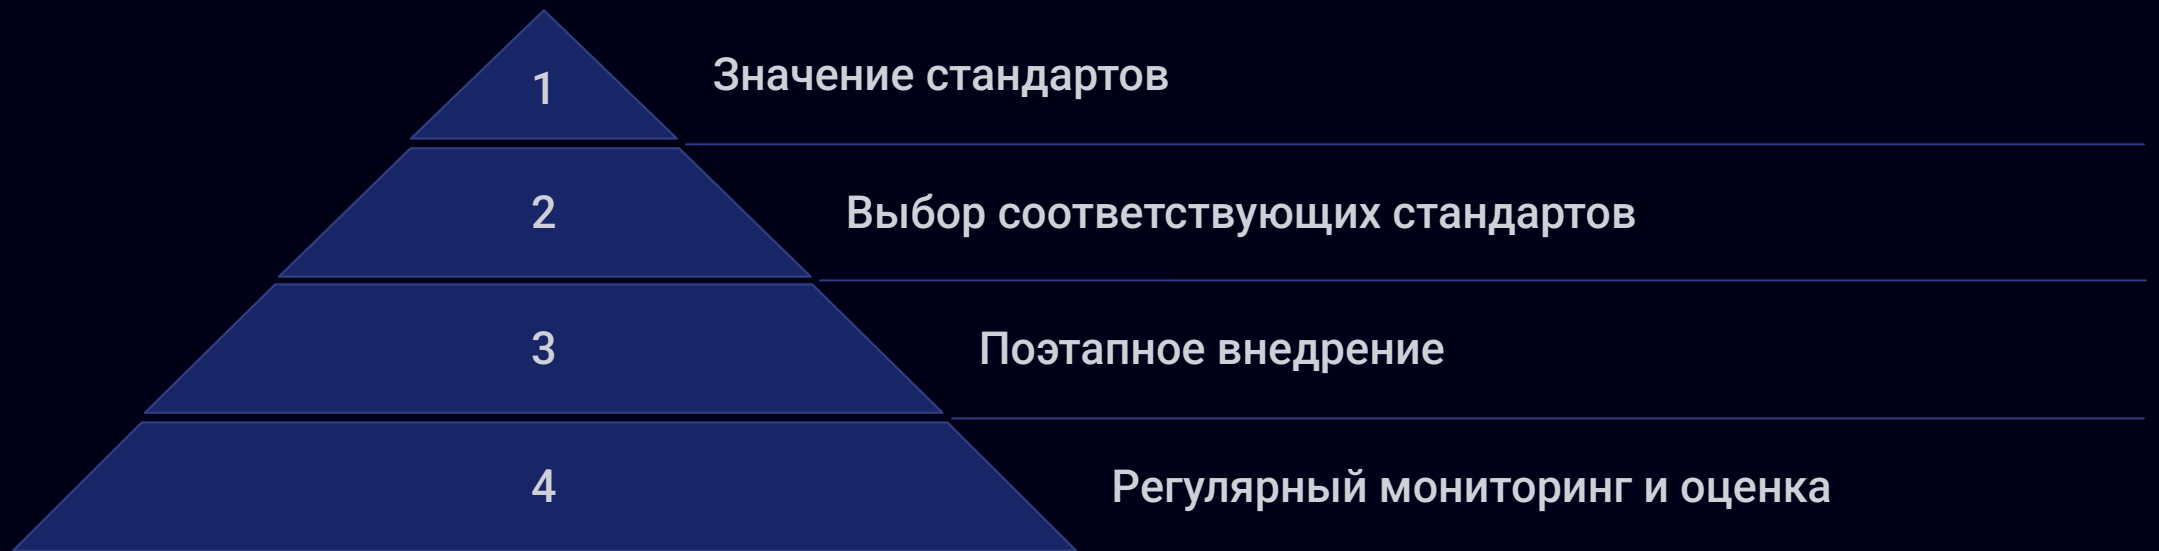 1
Значение стандартов
2
Выбор соответствующих стандартов
3
Поэтапное внедрение
4
Регулярный мониторинг и оценка